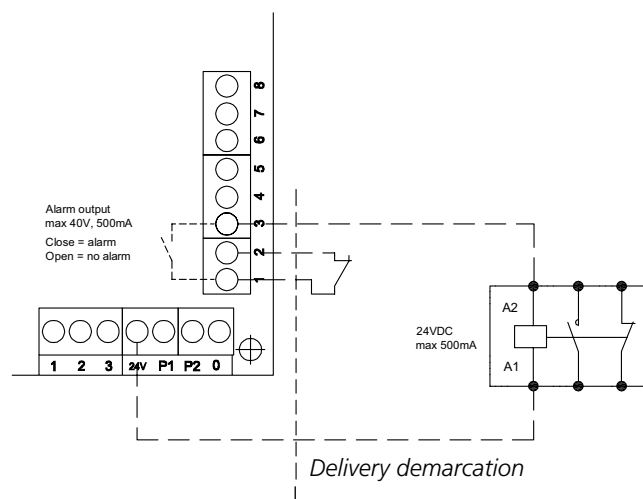 8
7
6
5
4
3
2
1
Alarm output
max 40V, 500mA
Close = alarm
Open = no alarm
1 2 3 24V P1 P2 0
24VDC
max 500mA
A2
A1
Delivery demarcation